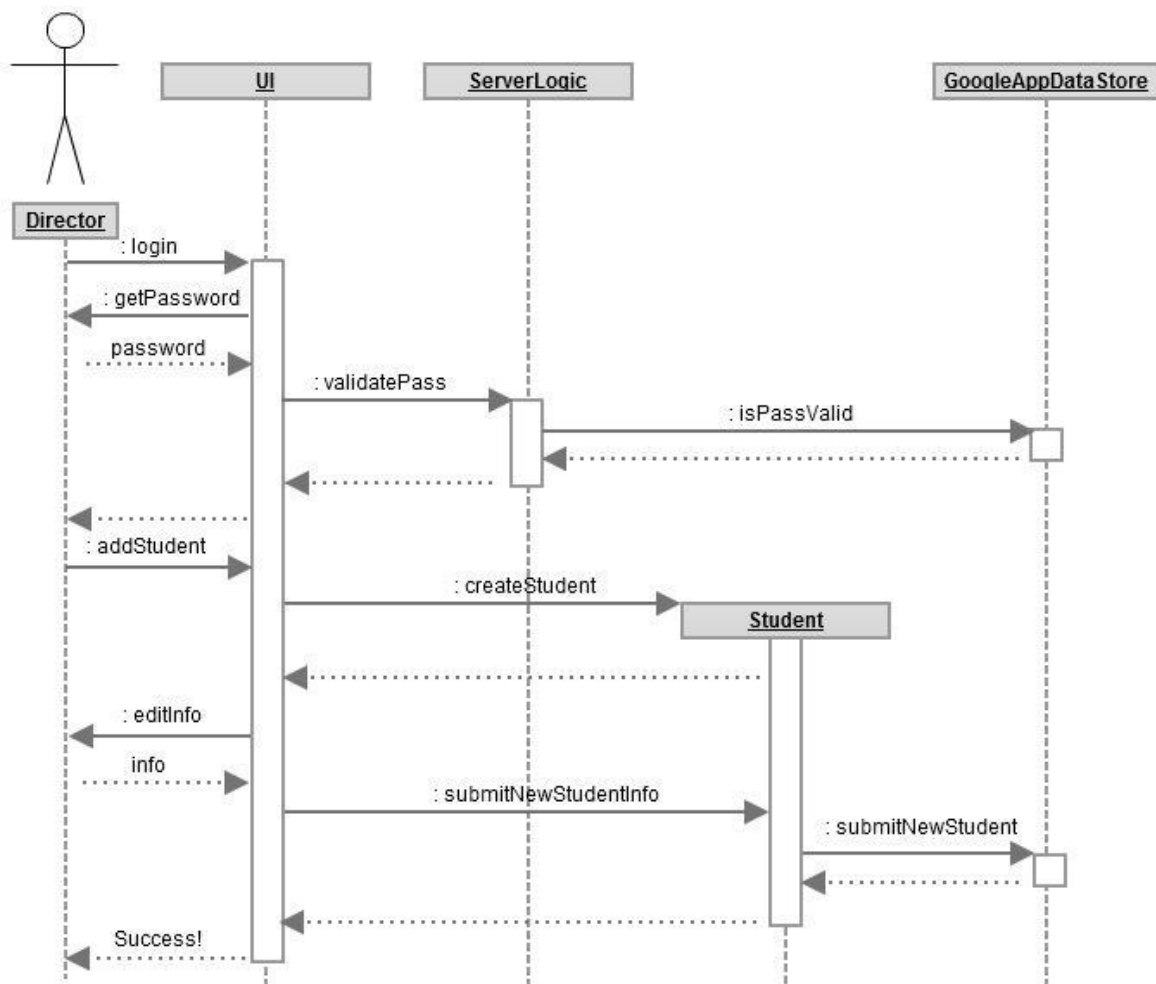 UI
ServerLogic
GoogleAppDataStore
Director
: login
: getPassword
password
: validatePass
: isPassValid
: addStudent
: createStudent
Student
: editInfo
info
: submitNewStudentInfo
: submitNewStudent
Success!